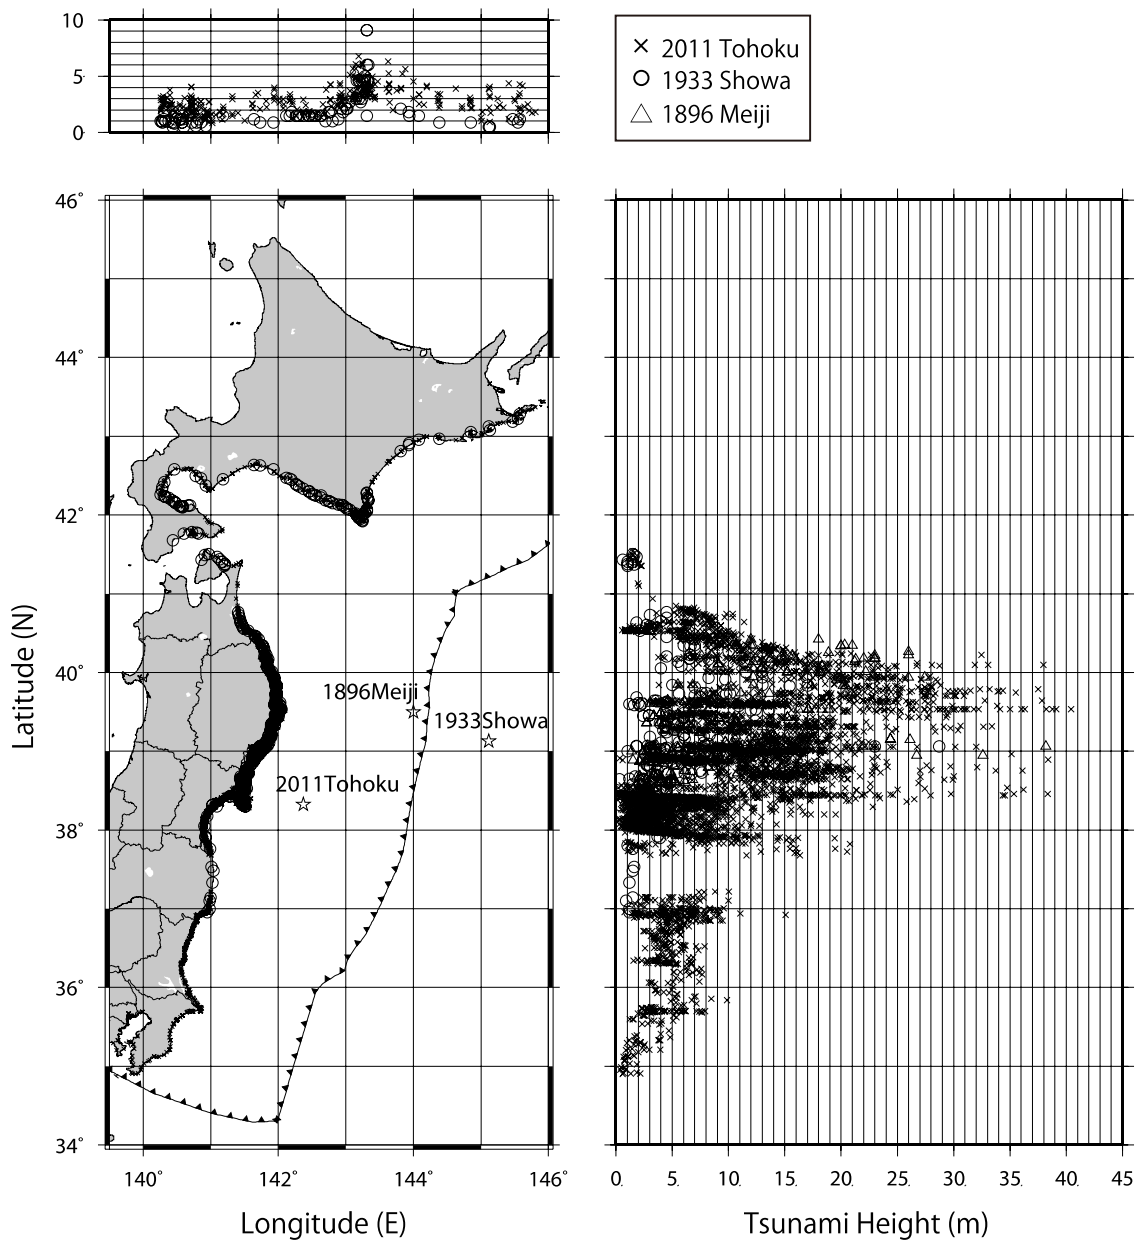 10
5
0
× 2011 Tohoku
○ 1933 Showa
△ 1896 Meiji
46°
44°
42°
40°
38°
36°
34°
Latitude (N)
1896Meiji
1933Showa
2011Tohoku
140°
142°
144°
146°
Longitude (E)
0.
5.
10.
15.
20.
25.
30.
35.
40.
45
Tsunami Height (m)